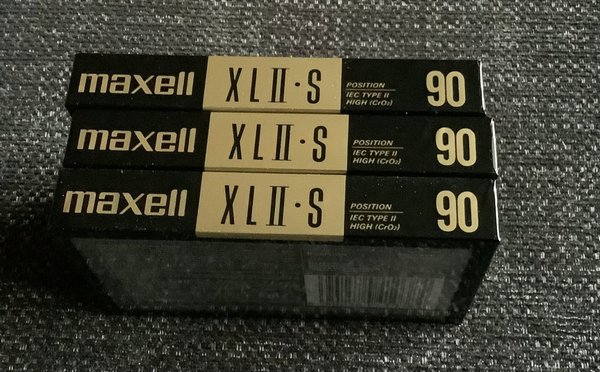 maxell XLII·S POSITION 90
IEC TYPE II
HIGH (CrO₂)
maxell XLII·S POSITION 90
IEC TYPE II
HIGH (CrO₂)
maxell XLII·S POSITION 90
IEC TYPE II
HIGH (CrO₂)